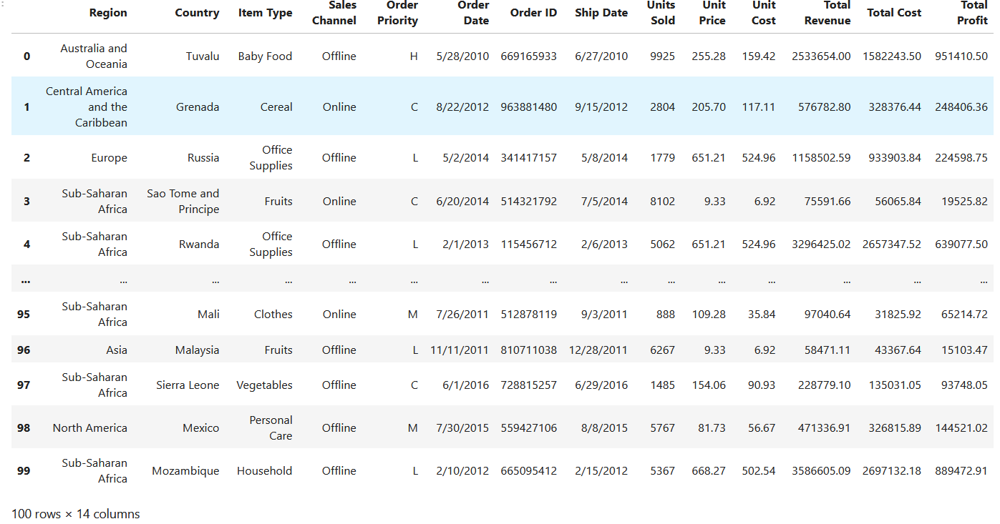 Region Country Item Type Sales Channel Order Priority Order Date Order ID Ship Date Units Sold Unit Price Unit Cost Total Revenue Total Cost Total Profit
0 Australia and Oceania Tuvalu Baby Food Offline H 5/28/2010 669165933 6/27/2010 9925 255.28 159.42 2533654.00 1582243.50 951410.50
1 Central America and the Caribbean Grenada Cereal Online C 8/22/2012 963881480 9/15/2012 2804 205.70 117.11 576782.80 328376.44 248406.36
2 Europe Russia Office Supplies Offline L 5/2/2014 341417157 5/8/2014 1779 651.21 524.96 1158502.59 933903.84 224598.75
3 Sub-Saharan Africa Sao Tome and Principe Fruits Online C 6/20/2014 514321792 7/5/2014 8102 9.33 6.92 75591.66 56065.84 19525.82
4 Sub-Saharan Africa Rwanda Office Supplies Offline L 2/1/2013 115456712 2/6/2013 5062 651.21 524.96 3296425.02 2657347.52 639077.50
... ... ... ... ... ... ... ... ... ... ... ... ... ... ...
95 Sub-Saharan Africa Mali Clothes Online M 7/26/2011 512878119 9/3/2011 888 109.28 35.84 97040.64 31825.92 65214.72
96 Asia Malaysia Fruits Offline L 11/11/2011 810711038 12/28/2011 6267 9.33 6.92 58471.11 43367.64 15103.47
97 Sub-Saharan Africa Sierra Leone Vegetables Offline C 6/1/2016 728815257 6/29/2016 1485 154.06 90.93 228779.10 135031.05 93748.05
98 North America Mexico Personal Care Offline M 7/30/2015 559427106 8/8/2015 5767 81.73 56.67 471336.91 326815.89 144521.02
99 Sub-Saharan Africa Mozambique Household Offline L 2/10/2012 665095412 2/15/2012 5367 668.27 502.54 3586605.09 2697132.18 889472.91
100 rows × 14 columns